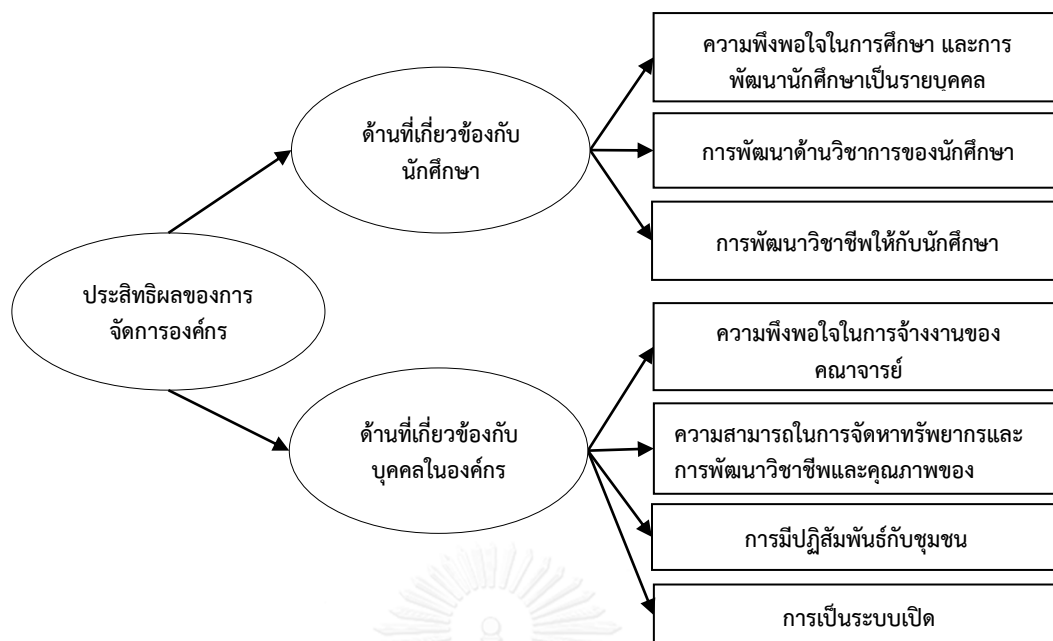 ความพึงพอใจในการศึกษา และการ
พัฒนานักศึกษาเป็นรายบุคคล
ด้านที่เกี่ยวข้องกับ
นักศึกษา
การพัฒนาด้านวิชาการของนักศึกษา
การพัฒนาวิชาชีพให้กับนักศึกษา
ประสิทธิผลของการ
จัดการองค์กร
ความพึงพอใจในการจ้างงานของ
คณาจารย์
ด้านที่เกี่ยวข้องกับ
บุคคลในองค์กร
ความสามารถในการจัดหาทรัพยากรและ
การพัฒนาวิชาชีพและคุณภาพของ
การมีปฏิสัมพันธ์กับชุมชน
การเป็นระบบเปิด